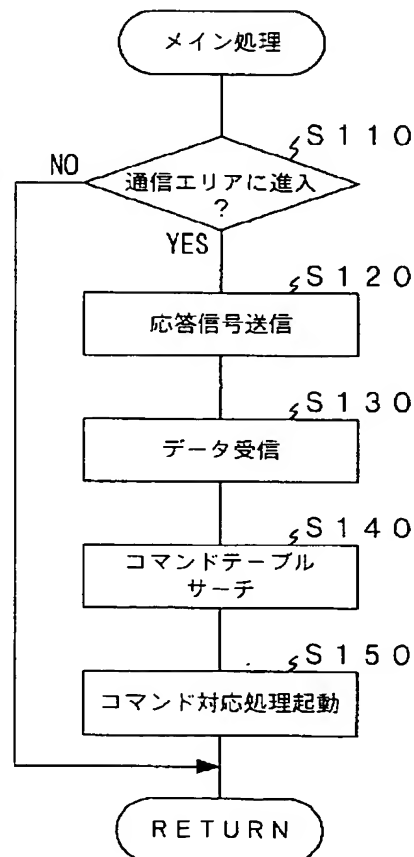 メイン処理
S110
通信エリアに進入
?
NO
YES
S120
応答信号送信
S130
データ受信
S140
コマンドテーブル
サーチ
S150
コマンド対応処理起動
RETURN